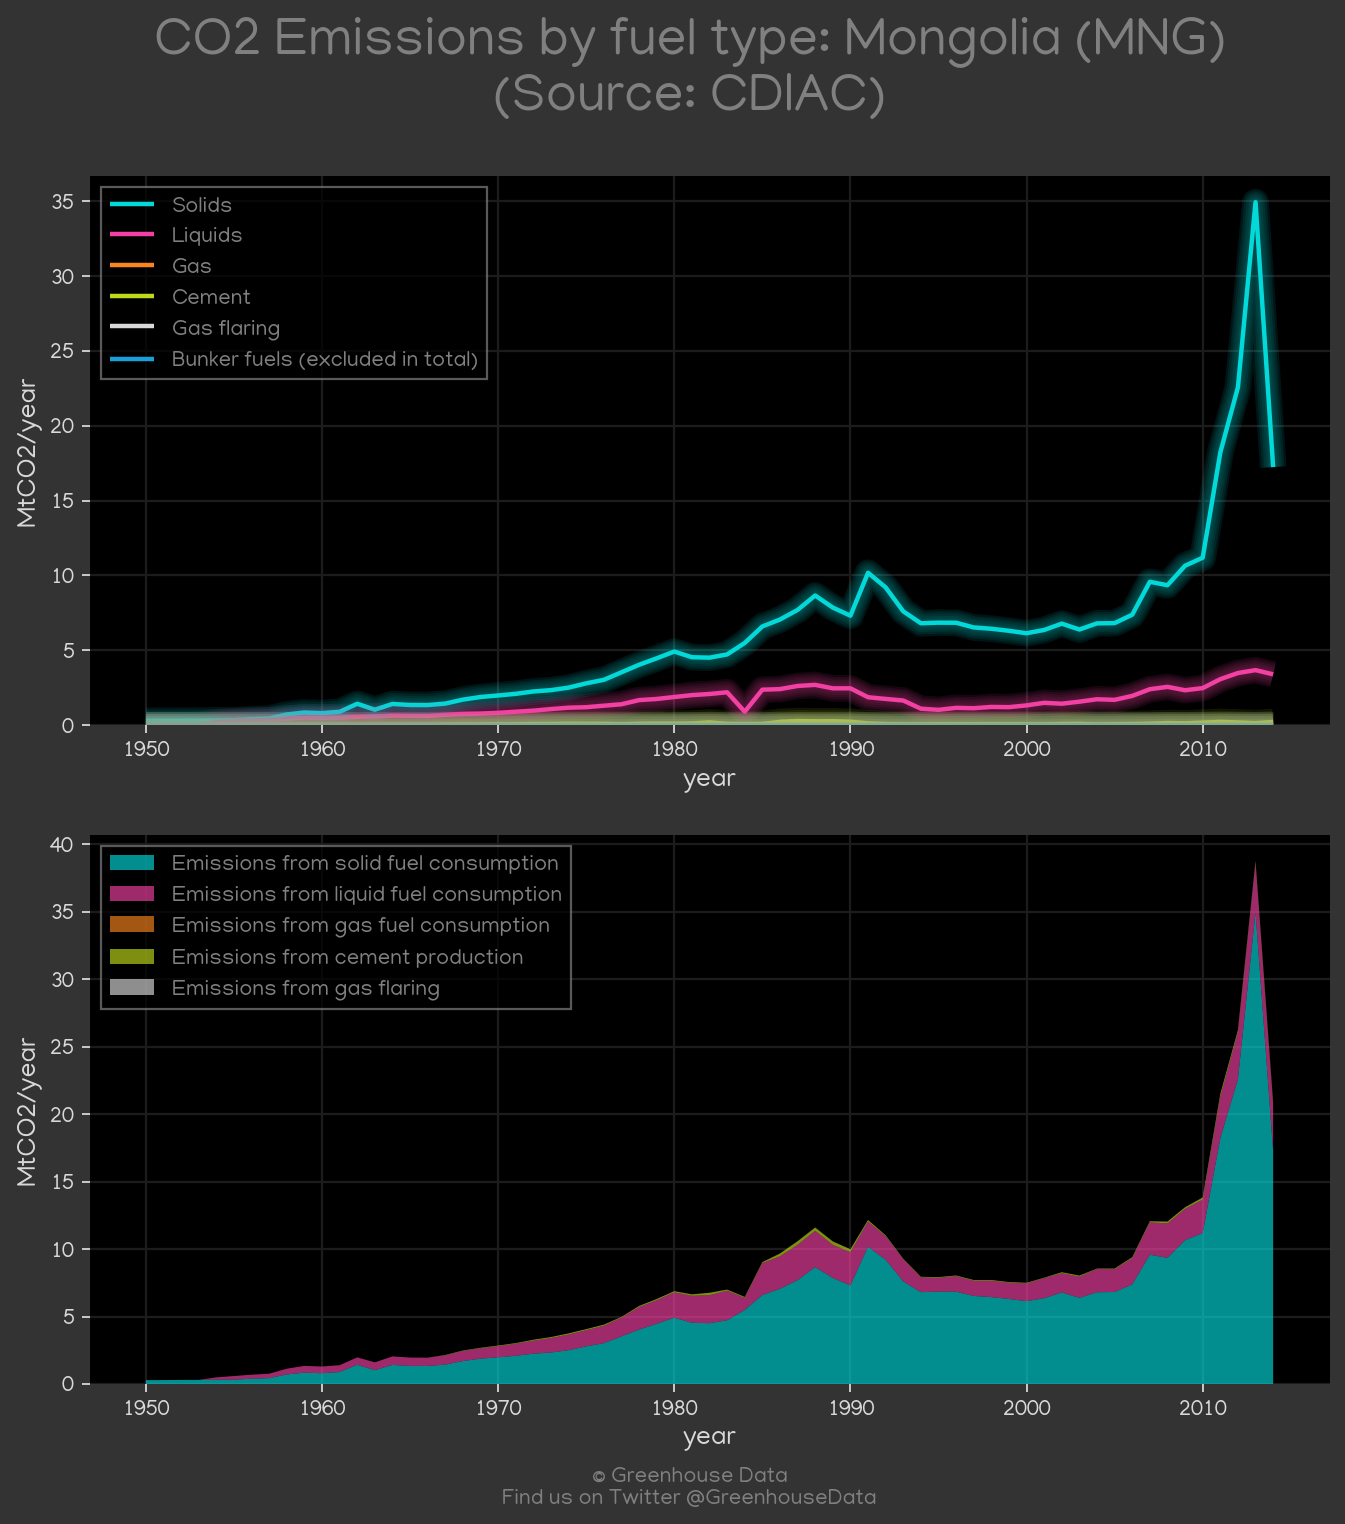 CO2 Emissions by fuel type: Mongolia (MNG)
(Source: CDIAC)
35
30
25
20
15
10
5
0
MtCO2/year
Solids
Liquids
Gas
Cement
Gas flaring
Bunker fuels (excluded in total)
1950 1960 1970 1980 1990 2000 2010
year
40
35
30
25
20
15
10
5
0
MtCO2/year
Emissions from solid fuel consumption
Emissions from liquid fuel consumption
Emissions from gas fuel consumption
Emissions from cement production
Emissions from gas flaring
1950 1960 1970 1980 1990 2000 2010
year
© Greenhouse Data
Find us on Twitter @GreenhouseData